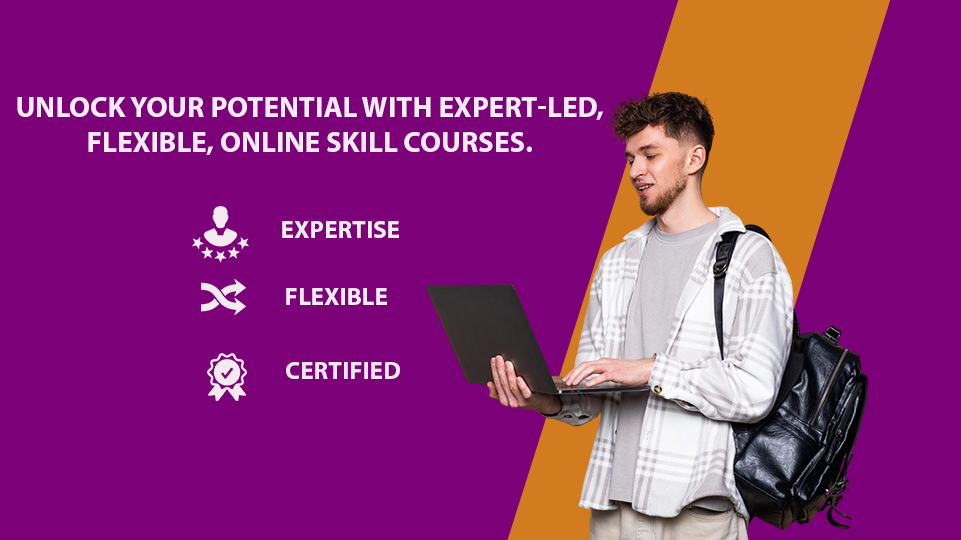 UNLOCK YOUR POTENTIAL WITH EXPERT-LED,
FLEXIBLE, ONLINE SKILL COURSES.
EXPERTISE
FLEXIBLE
CERTIFIED